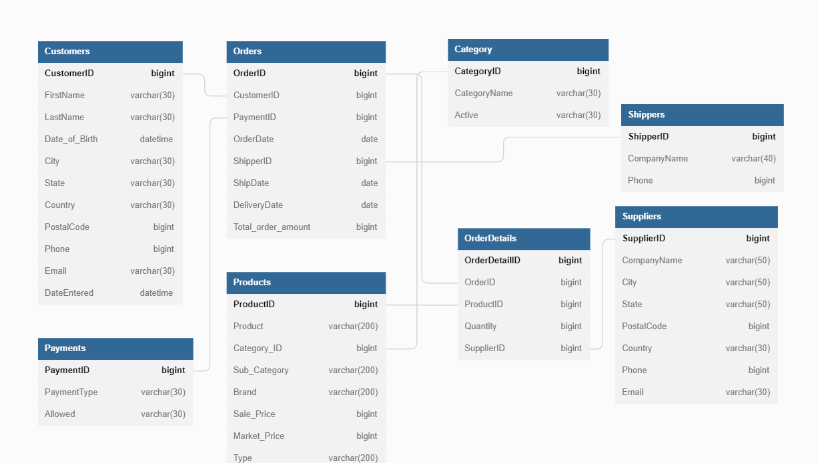 Customers
CustomerID bigint
FirstName varchar(30)
LastName varchar(30)
Date_of_Birth datetime
City varchar(30)
State varchar(30)
Country varchar(30)
PostalCode bigint
Phone bigint
Email varchar(30)
DateEntered datetime
Payments
PaymentID bigint
PaymentType varchar(30)
Allowed varchar(30)
Orders
OrderID bigint
CustomerID bigint
PaymentID bigint
OrderDate date
ShipperID bigint
ShipDate date
DeliveryDate date
Total_order_amount bigint
Products
ProductID bigint
Product varchar(200)
Category_ID bigint
Sub_Category varchar(200)
Brand varchar(200)
Sale_Price bigint
Market_Price bigint
Type varchar(200)
Category
CategoryID bigint
CategoryName varchar(30)
Active varchar(30)
OrderDetails
OrderDetailID bigint
OrderID bigint
ProductID bigint
Quantity bigint
SupplierID bigint
Shippers
ShipperID bigint
CompanyName varchar(40)
Phone bigint
Suppliers
SupplierID bigint
CompanyName varchar(50)
City varchar(50)
State varchar(50)
PostalCode bigint
Country varchar(30)
Phone bigint
Email varchar(30)